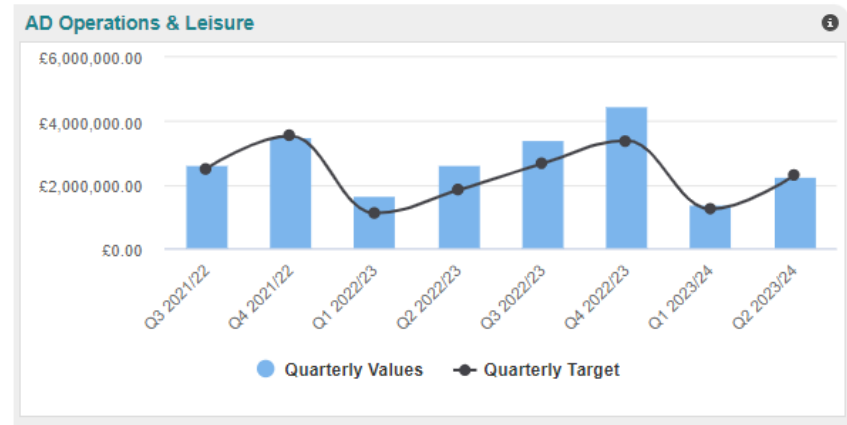 AD Operations & Leisure
£6,000,000.00
£4,000,000.00
£2,000,000.00
£0.00
Q3 2021/22
Q4 2021/22
Q1 2022/23
Q2 2022/23
Q3 2022/23
Q4 2022/23
Q1 2023/24
Q2 2023/24
Quarterly Values
Quarterly Target